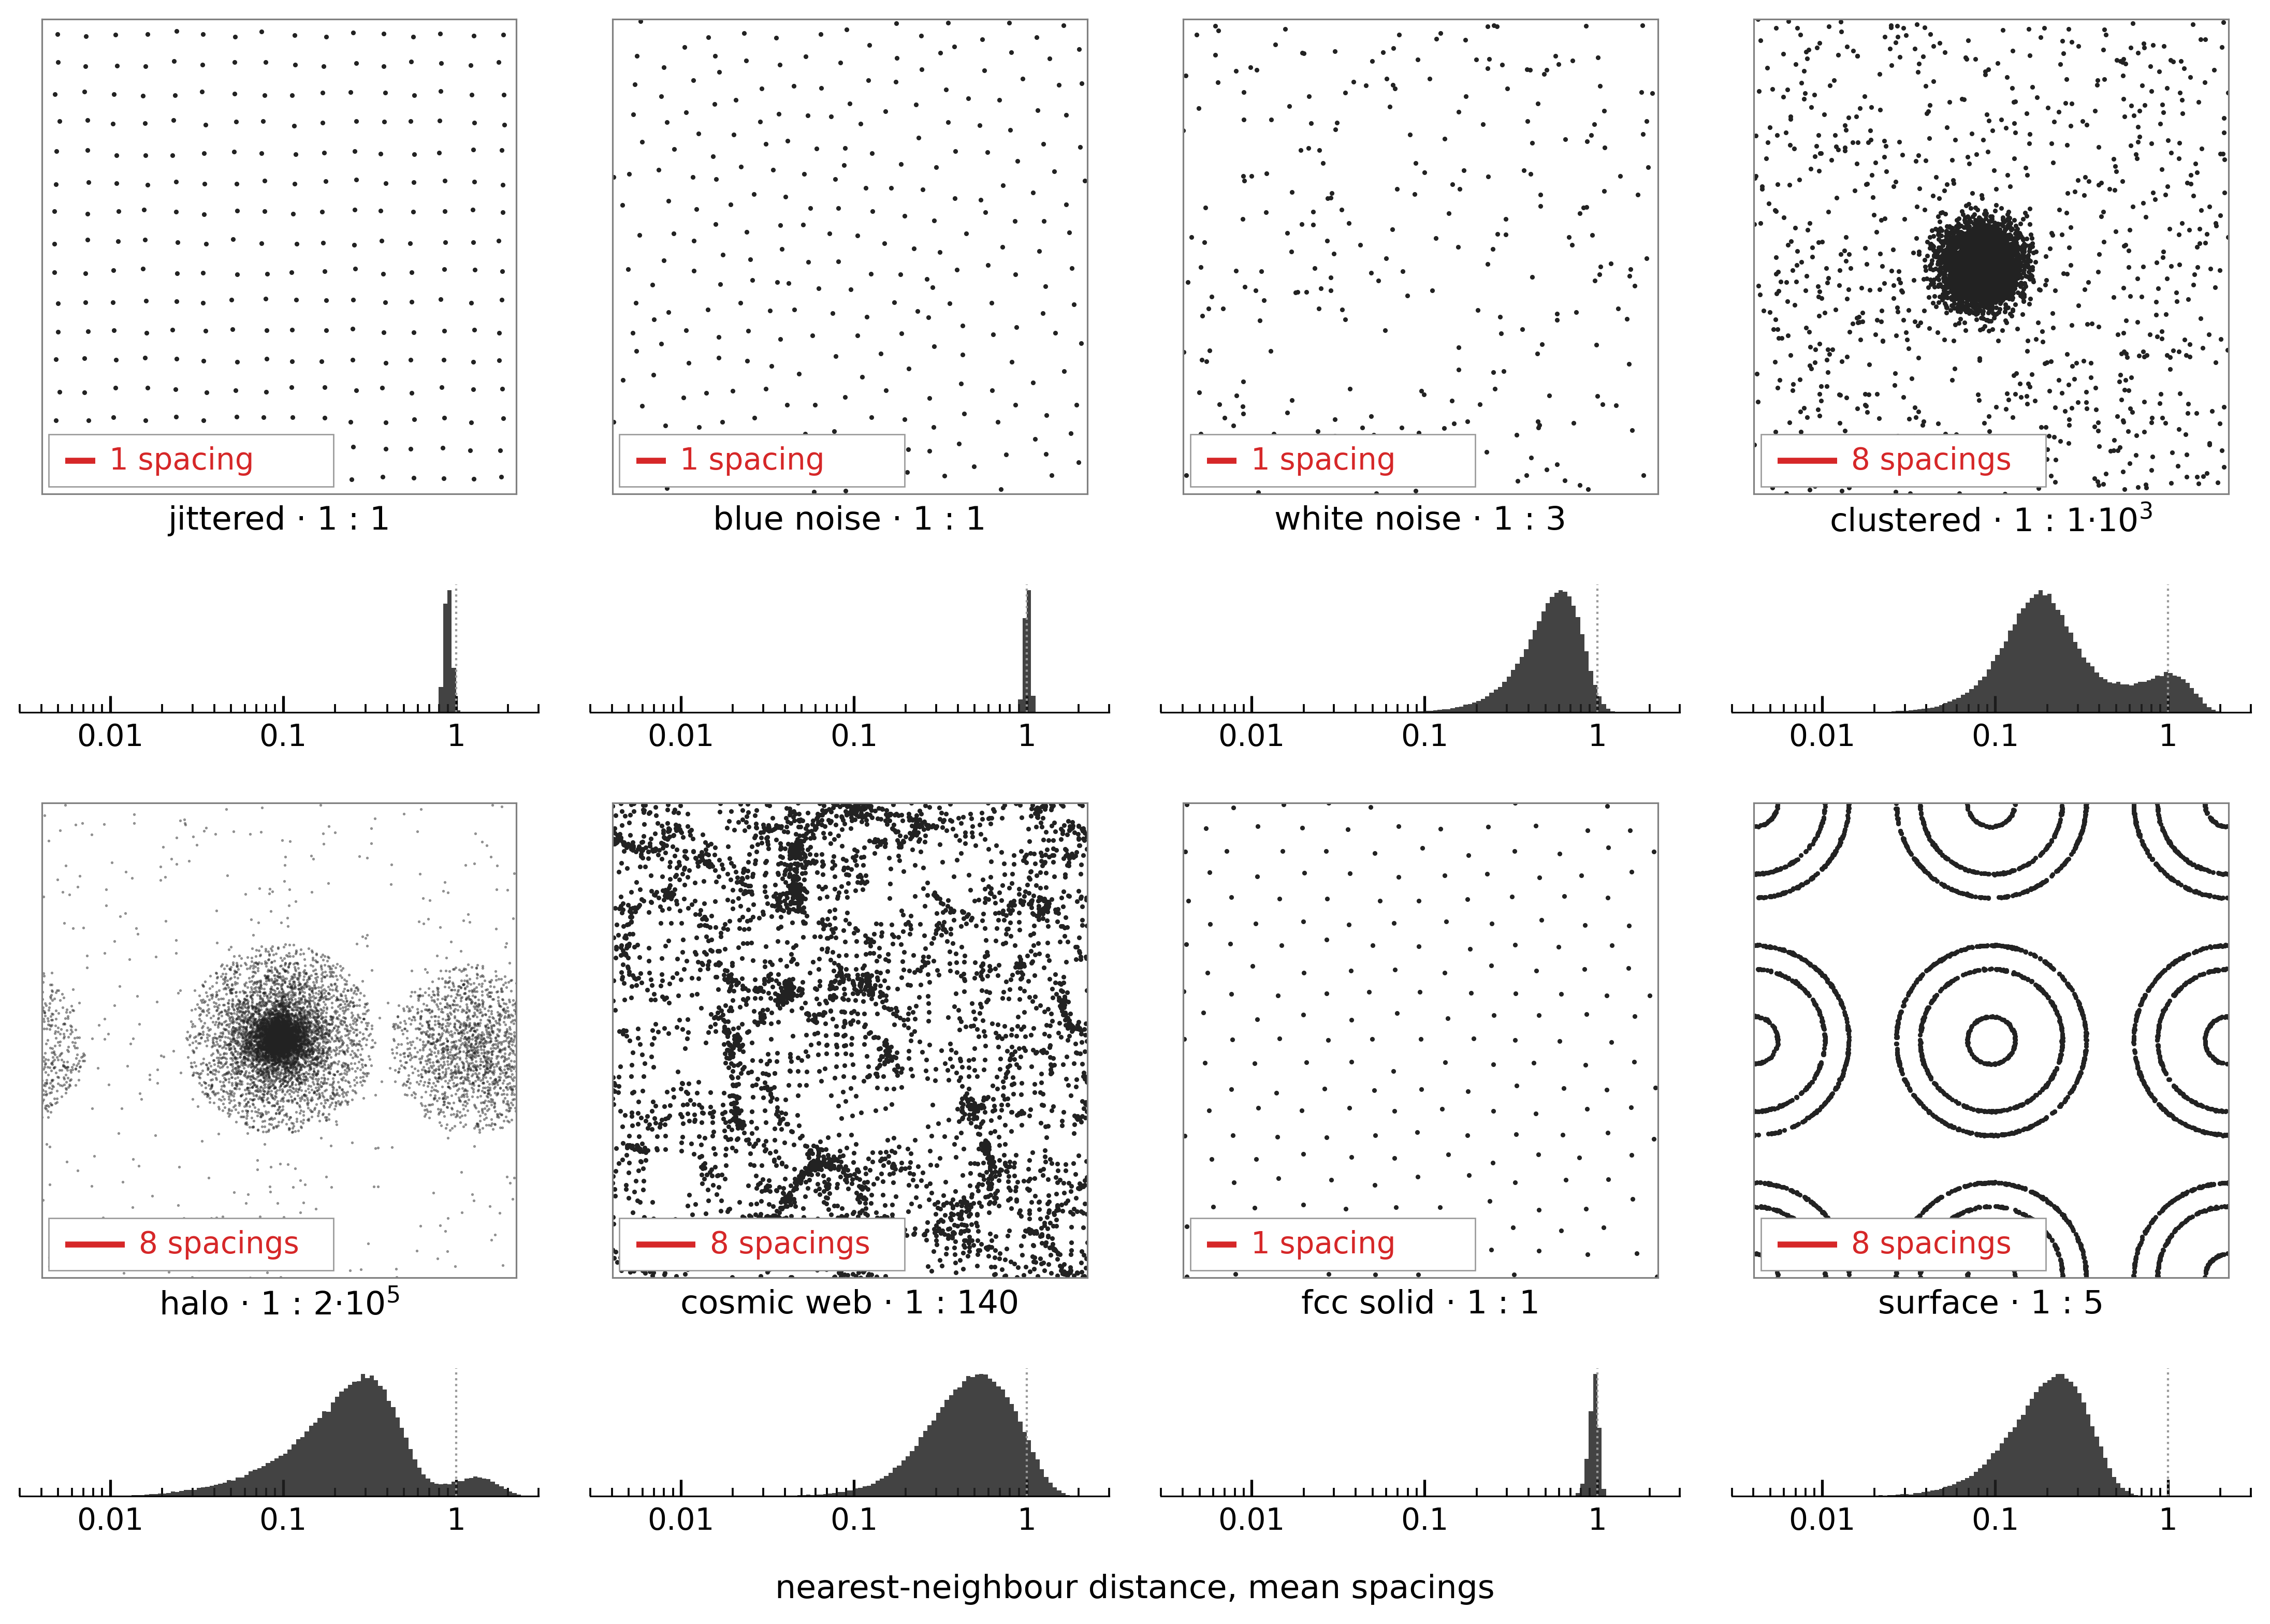 1 spacing
1 spacing
1 spacing
8 spacings
jittered · 1 : 1
blue noise · 1 : 1
white noise · 1 : 3
clustered · 1 : 1·10³
0.01 0.1 1
0.01 0.1 1
0.01 0.1 1
0.01 0.1 1
8 spacings
8 spacings
1 spacing
8 spacings
halo · 1 : 2·10⁵
cosmic web · 1 : 140
fcc solid · 1 : 1
surface · 1 : 5
0.01 0.1 1
0.01 0.1 1
0.01 0.1 1
0.01 0.1 1
nearest-neighbour distance, mean spacings